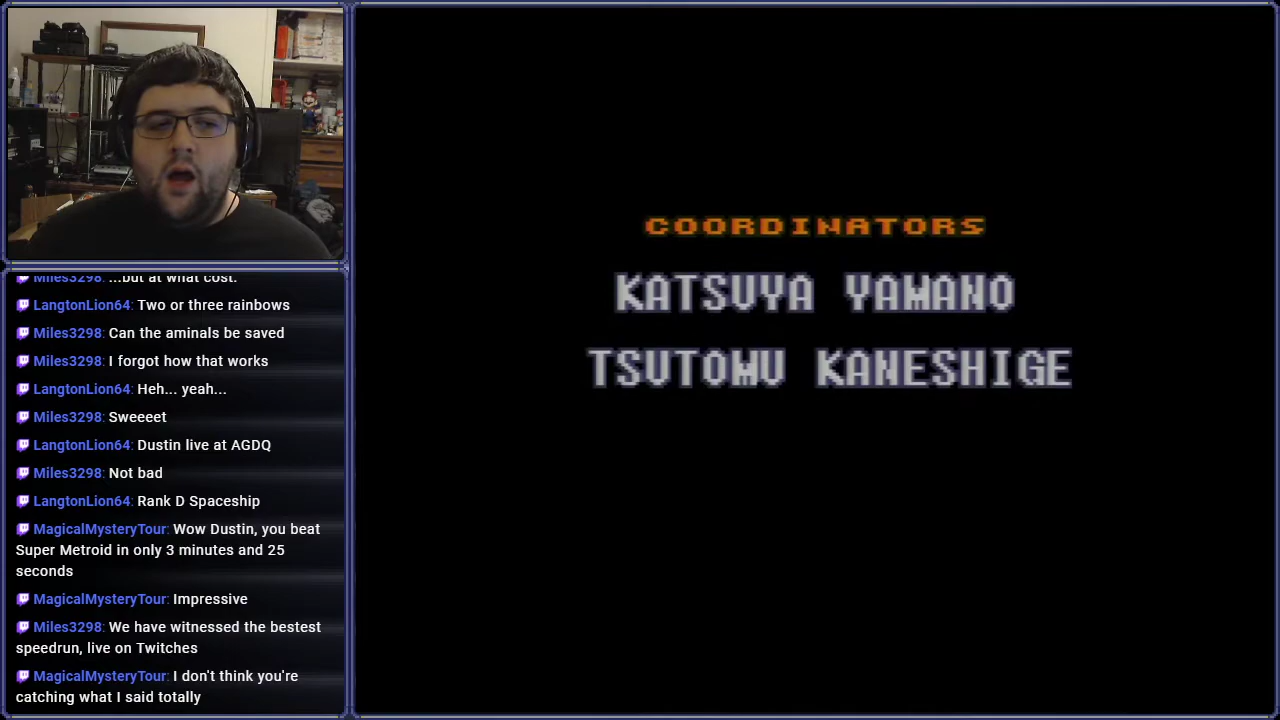 Miles3298: ...but at what cost.
LangtonLion64: Two or three rainbows
Miles3298: Can the aminals be saved
Miles3298: I forgot how that works
LangtonLion64: Heh... yeah...
Miles3298: Sweeeet
LangtonLion64: Dustin live at AGDQ
Miles3298: Not bad
LangtonLion64: Rank D Spaceship
MagicalMysteryTour: Wow Dustin, you beat
Super Metroid in only 3 minutes and 25
seconds
MagicalMysteryTour: Impressive
Miles3298: We have witnessed the bestest
speedrun, live on Twitches
MagicalMysteryTour: I don't think you're
catching what I said totally
COORDINATORS
KATSUYA YAMANO
TSUTOMU KANESHIGE